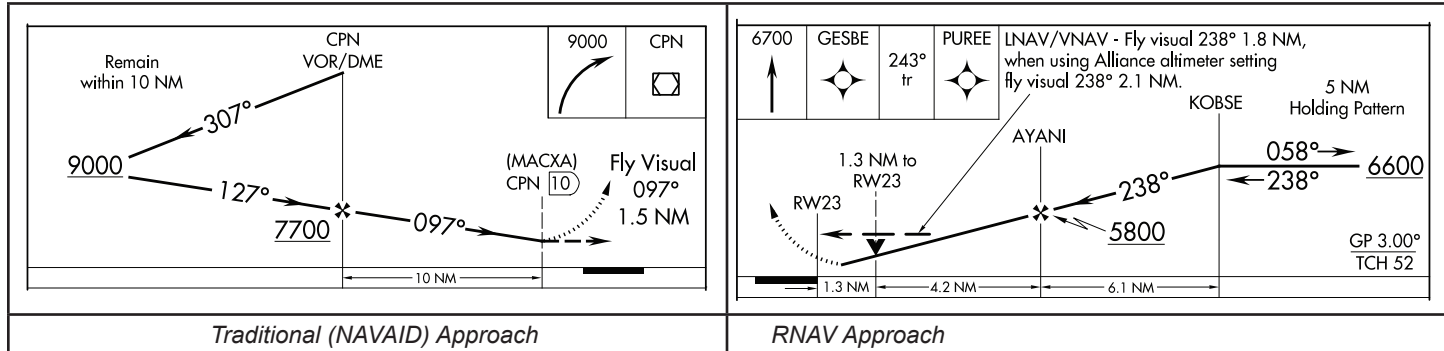 Remain
within 10 NM
CPN
VOR/DME
9000
CPN
307°
9000
127°
7700
097°
(MACXA)
CPN 10
Fly Visual
097°
1.5 NM
10 NM
Traditional (NAVAID) Approach
6700
GESBE
243°
tr
PUREE
LNAV/VNAV - Fly visual 238° 1.8 NM,
when using Alliance altimeter setting
fly visual 238° 2.1 NM.
KOBSE
5 NM
Holding Pattern
AYANI
058°
238°
6600
1.3 NM to
RW23
RW23
238°
5800
GP 3.00°
TCH 52
1.3 NM
4.2 NM
6.1 NM
RNAV Approach